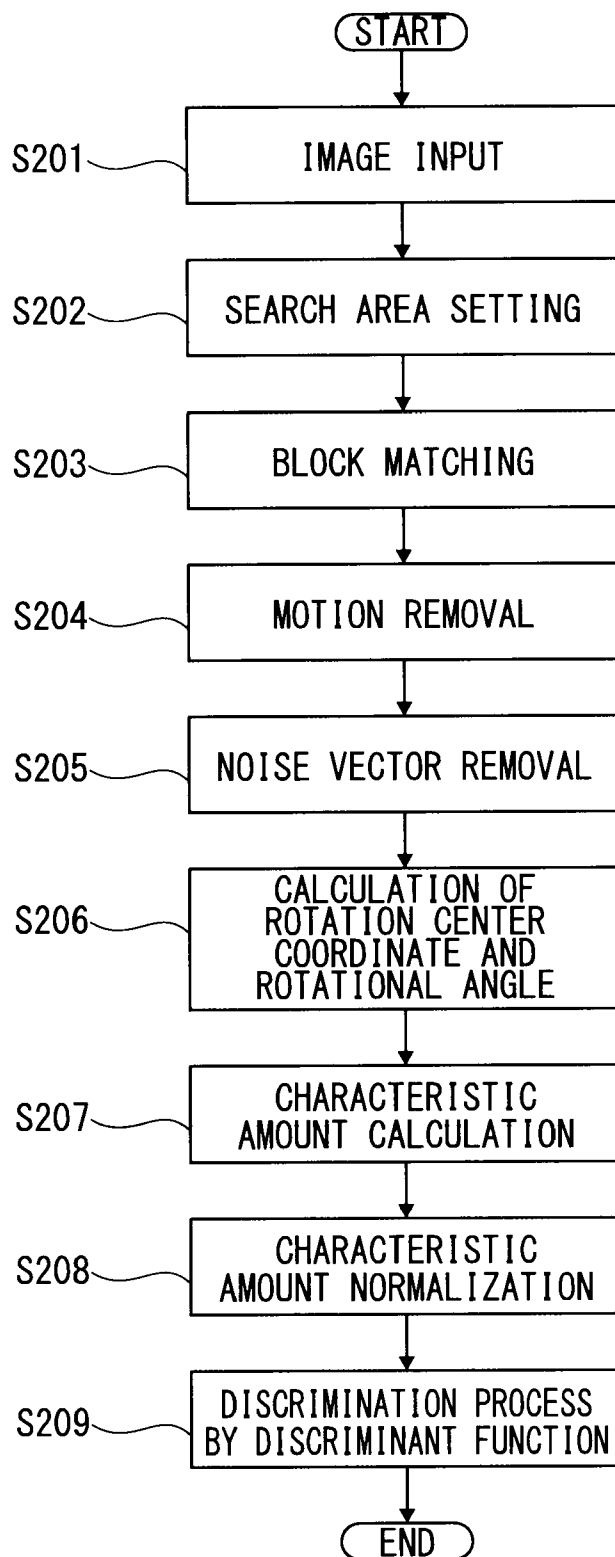 START
S201
IMAGE INPUT
S202
SEARCH AREA SETTING
S203
BLOCK MATCHING
S204
MOTION REMOVAL
S205
NOISE VECTOR REMOVAL
S206
CALCULATION OF
ROTATION CENTER
COORDINATE AND
ROTATIONAL ANGLE
S207
CHARACTERISTIC
AMOUNT CALCULATION
S208
CHARACTERISTIC
AMOUNT NORMALIZATION
S209
DISCRIMINATION PROCESS
BY DISCRIMINANT FUNCTION
END